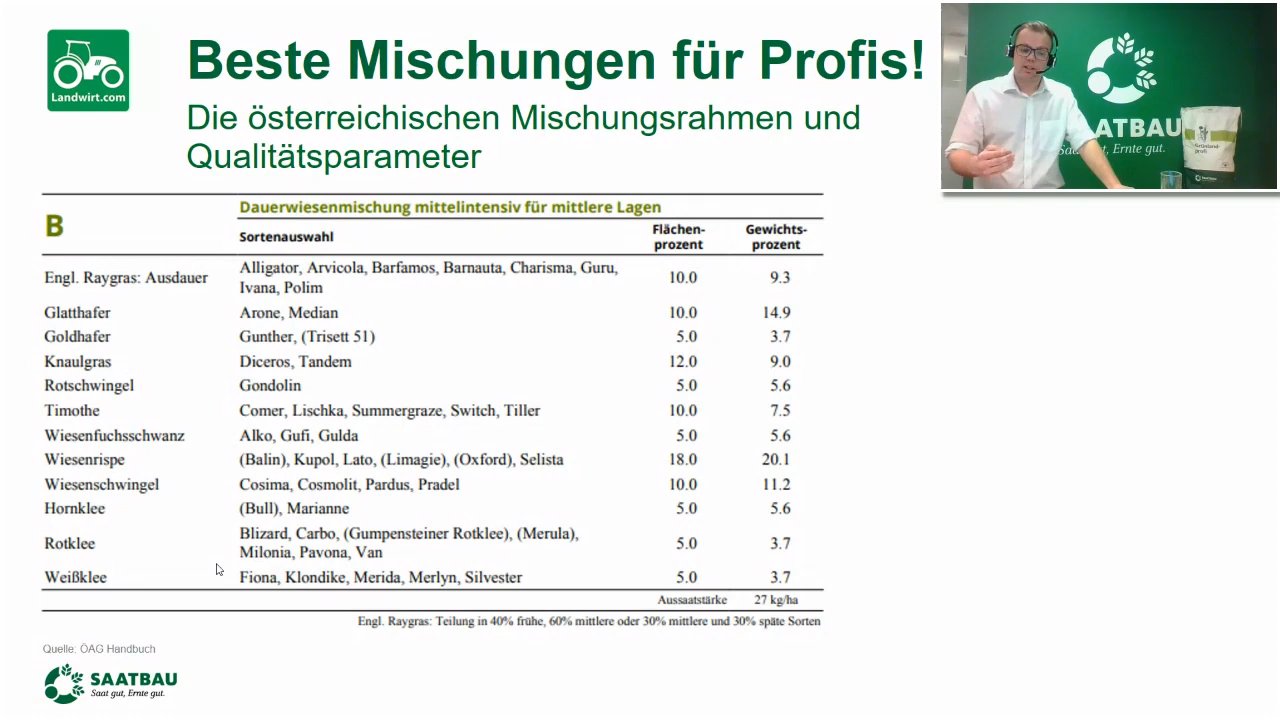 Landwirt.com
Beste Mischungen für Profis!
Die österreichischen Mischungsrahmen und
Qualitätsparameter
ATBAU
Saa t, Ernte gut.
Grünland
profi
B
Dauerwiesenmischung mittelintensiv für mittlere Lagen
Sortenauswahl
Flächen-
prozent
Gewichts-
prozent
Engl. Raygras: Ausdauer
Alligator, Arvicola, Barfamos, Barnauta, Charisma, Guru,
Ivana, Polim
10.0 9.3
Glatthafer Arone, Median 10.0 14.9
Goldhafer Gunther, (Trisett 51) 5.0 3.7
Knaulgras Diceros, Tandem 12.0 9.0
Rotschwingel Gondolin 5.0 5.6
Timothe Comer, Lischka, Summergraze, Switch, Tiller 10.0 7.5
Wiesenfuchsschwanz Alko, Gufi, Gulda 5.0 5.6
Wiesenrispe (Balin), Kupol, Lato, (Limagie), (Oxford), Selista 18.0 20.1
Wiesenschwingel Cosima, Cosmolit, Pardus, Pradel 10.0 11.2
Hornklee (Bull), Marianne 5.0 5.6
Rotklee
Blizard, Carbo, (Gumpensteiner Rotklee), (Merula),
Milonia, Pavona, Van
5.0 3.7
Weißklee Fiona, Klondike, Merida, Merlyn, Silvester 5.0 3.7
Aussaatstärke 27 kg/ha
Engl. Raygras: Teilung in 40% frühe, 60% mittlere oder 30% mittlere und 30% späte Sorten
Quelle: ÖAG Handbuch
SAATBAU
Saat gut, Ernte gut.